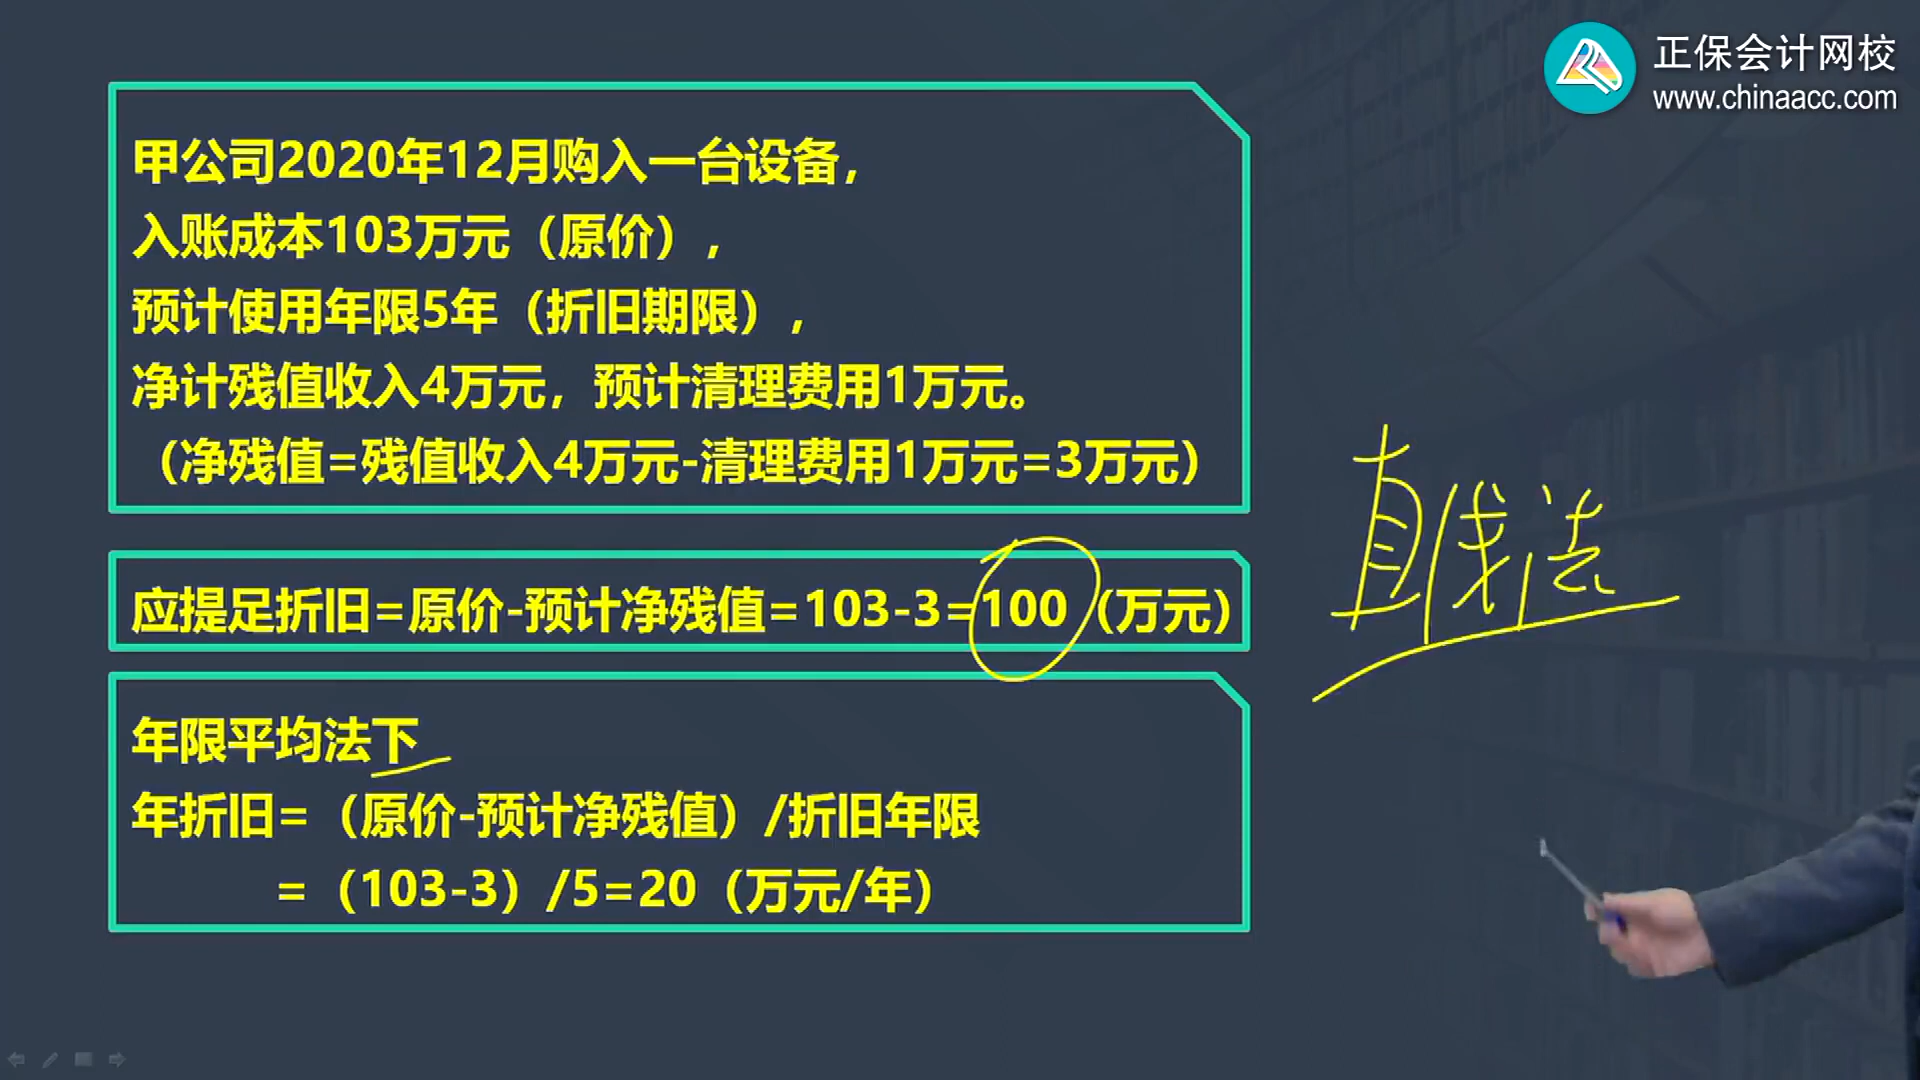 正保会计网校
www.chinaacc.com
甲公司2020年12月购入一台设备，
入账成本103万元（原价），
预计使用年限5年（折旧期限），
净计残值收入4万元，预计清理费用1万元。
（净残值=残值收入4万元-清理费用1万元=3万元）
直线法
应提足折旧=原价-预计净残值=103-3=100（万元）
年限平均法下
年折旧=（原价-预计净残值）/折旧年限
=（103-3）/5=20（万元/年）